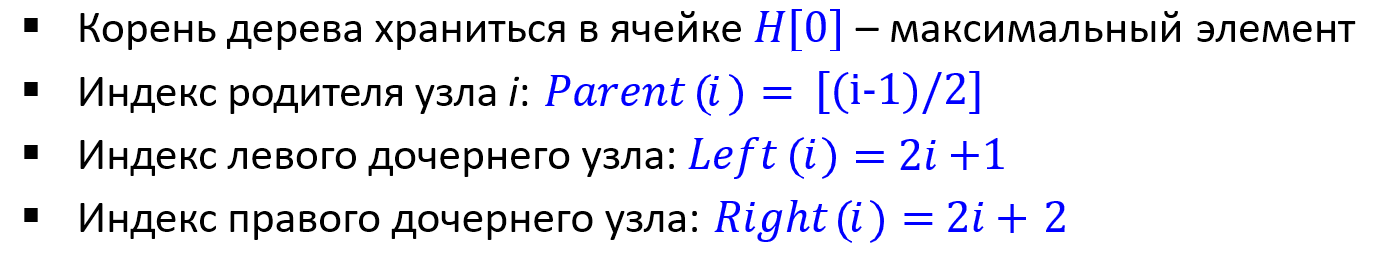 ▪ Корень дерева храниться в ячейке H[0] – максимальный элемент
▪ Индекс родителя узла i: Parent (i) = [(i-1)/2]
▪ Индекс левого дочернего узла: Left (i) = 2i +1
▪ Индекс правого дочернего узла: Right (i) = 2i + 2